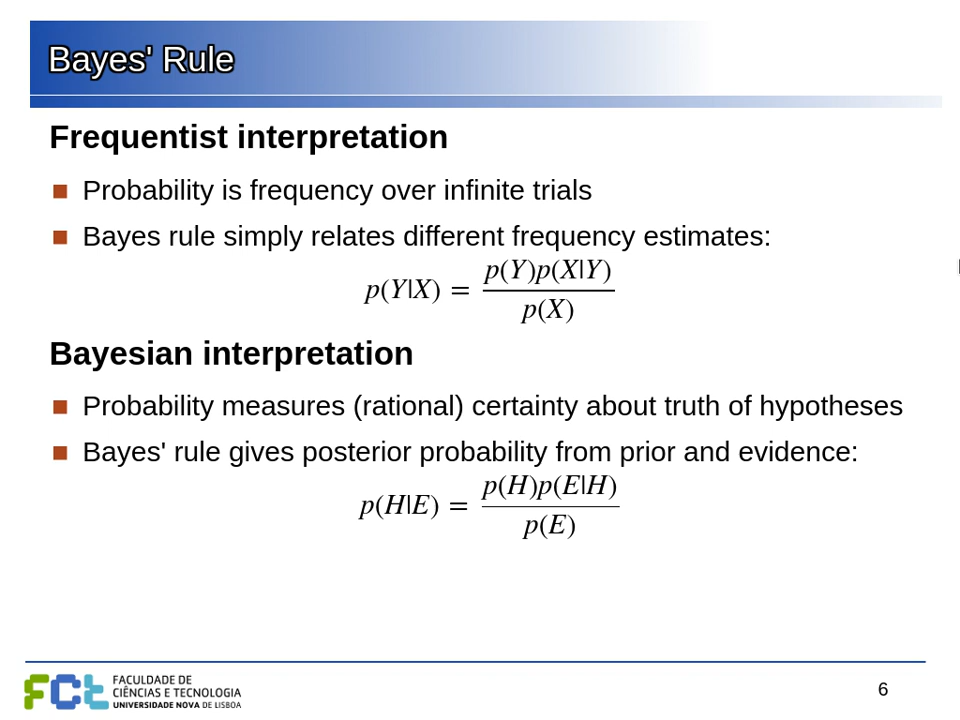 Bayes' Rule
Frequentist interpretation
Probability is frequency over infinite trials
Bayes rule simply relates different frequency estimates:
p(Y|X) = p(Y)p(X|Y) / p(X)
Bayesian interpretation
Probability measures (rational) certainty about truth of hypotheses
Bayes' rule gives posterior probability from prior and evidence:
p(H|E) = p(H)p(E|H) / p(E)
FCt
FACULDADE DE
CIÊNCIAS E TECNOLOGIA
UNIVERSIDADE NOVA DE LISBOA
6